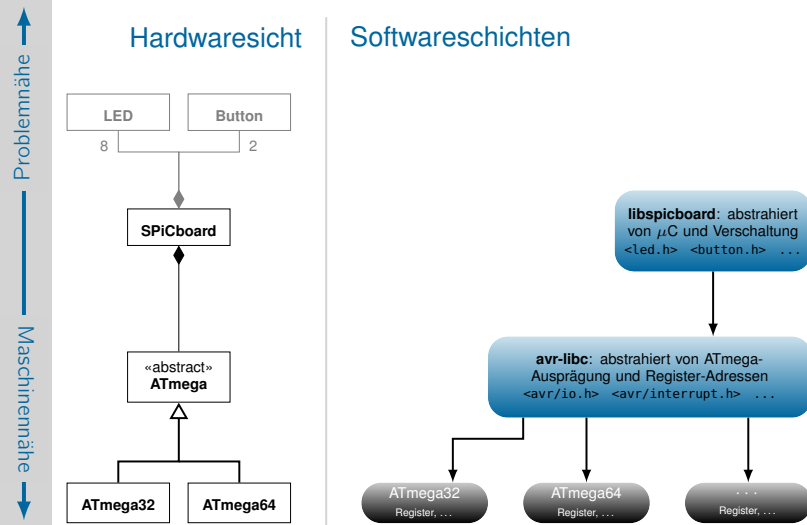 Problemnähe
Maschinennähe
Hardwaresicht
LED
Button
8
2
SPiCboard
«abstract»
ATmega
ATmega32
ATmega64
Softwareschichten
libspicboard: abstrahiert
von µC und Verschaltung
<led.h> <button.h> ...
avr-libc: abstrahiert von ATmega-
Ausprägung und Register-Adressen
<avr/io.h> <avr/interrupt.h> ...
ATmega32
Register, ...
ATmega64
Register, ...
...
Register, ...